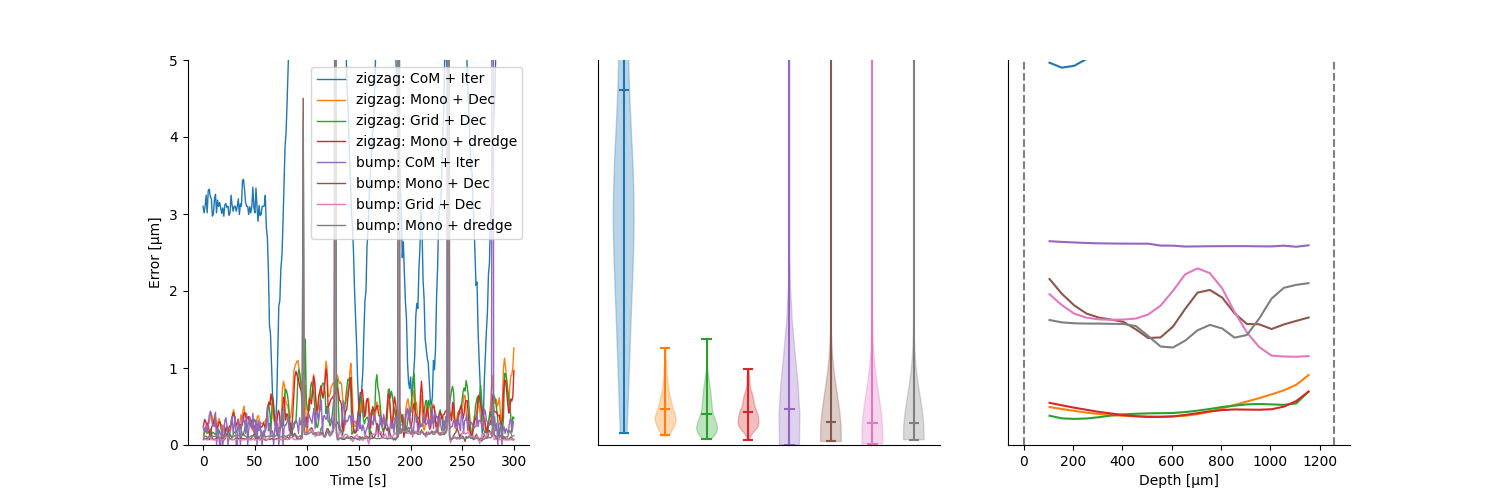 5
4
3
2
1
0
Error [µm]
zigzag: CoM + Iter
zigzag: Mono + Dec
zigzag: Grid + Dec
zigzag: Mono + dredge
bump: CoM + Iter
bump: Mono + Dec
bump: Grid + Dec
bump: Mono + dredge
0 50 100 150 200 250 300
Time [s]
0 200 400 600 800 1000 1200
Depth [µm]